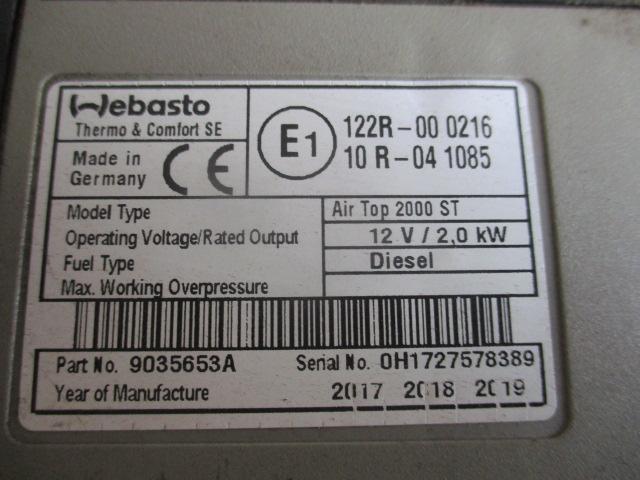 Webasto
Thermo & Comfort SE
Made in
Germany
CE
E1
122R-00 0216
10 R-04 1085
Model Type Air Top 2000 ST
Operating Voltage/Rated Output 12 V / 2,0 kW
Fuel Type Diesel
Max. Working Overpressure
Part No. 9035653A Serial No. 0H1727578389
Year of Manufacture 2017 2018 2019